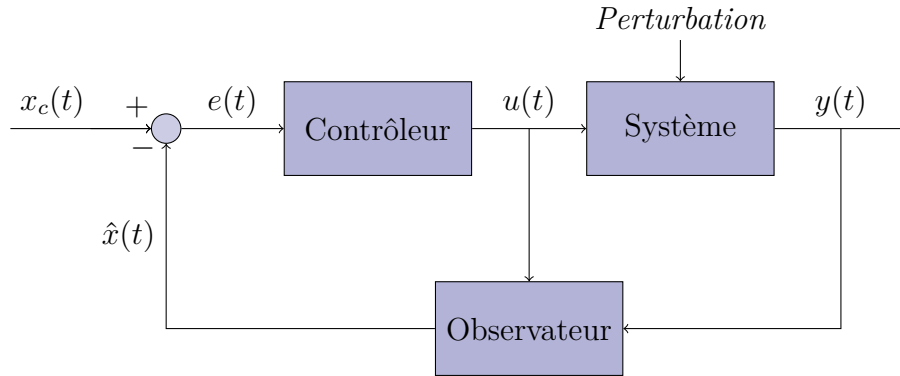 Perturbation
x_c(t)
+
−
e(t)
Contrôleur
u(t)
Système
y(t)
x̂(t)
Observateur